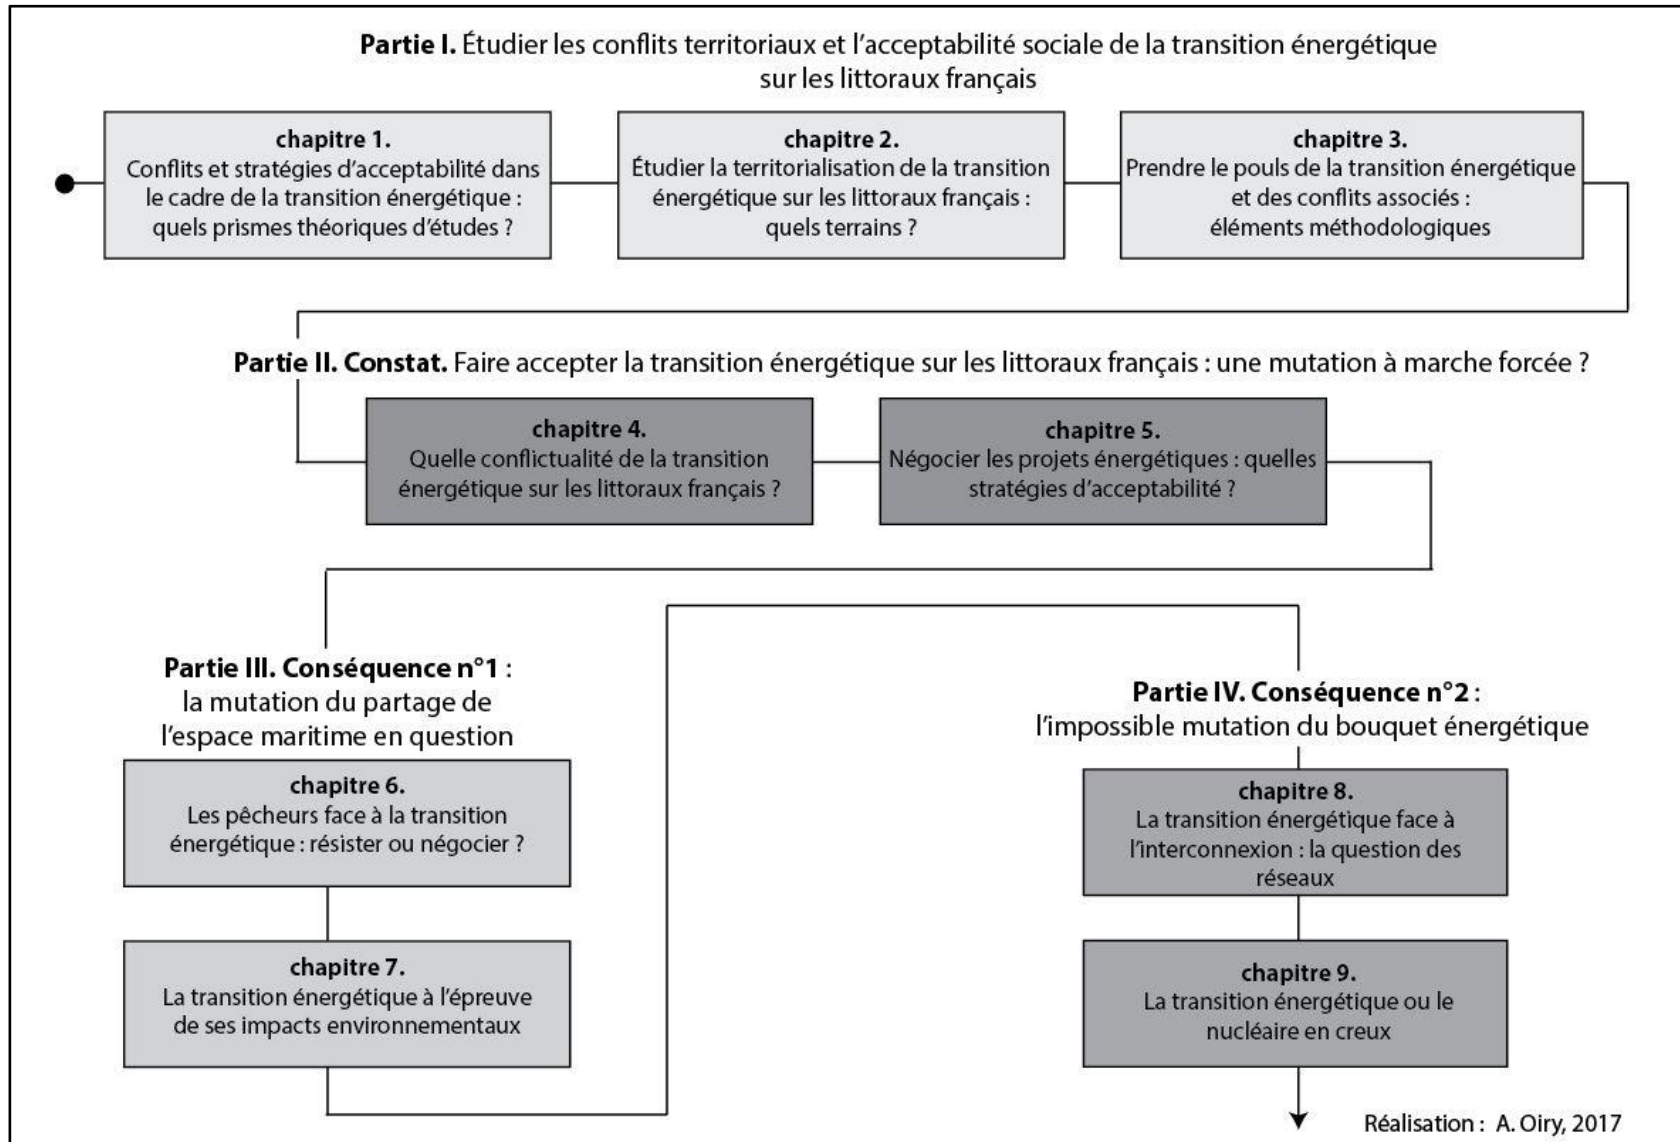 Partie I. Étudier les conflits territoriaux et l'acceptabilité sociale de la transition énergétique
sur les littoraux français
chapitre 1.
Conflits et stratégies d'acceptabilité dans
le cadre de la transition énergétique :
quels prismes théoriques d'études ?
chapitre 2.
Étudier la territorialisation de la transition
énergétique sur les littoraux français :
quels terrains ?
chapitre 3.
Prendre le pouls de la transition énergétique
et des conflits associés :
éléments méthodologiques
Partie II. Constat. Faire accepter la transition énergétique sur les littoraux français : une mutation à marche forcée ?
chapitre 4.
Quelle conflictualité de la transition
énergétique sur les littoraux français ?
chapitre 5.
Négocier les projets énergétiques : quelles
stratégies d'acceptabilité ?
Partie III. Conséquence n°1 :
la mutation du partage de
l'espace maritime en question
chapitre 6.
Les pêcheurs face à la transition
énergétique : résister ou négocier ?
chapitre 7.
La transition énergétique à l'épreuve
de ses impacts environnementaux
Partie IV. Conséquence n°2 :
l'impossible mutation du bouquet énergétique
chapitre 8.
La transition énergétique face à
l'interconnexion : la question des
réseaux
chapitre 9.
La transition énergétique ou le
nucléaire en creux
Réalisation : A. Oiry, 2017